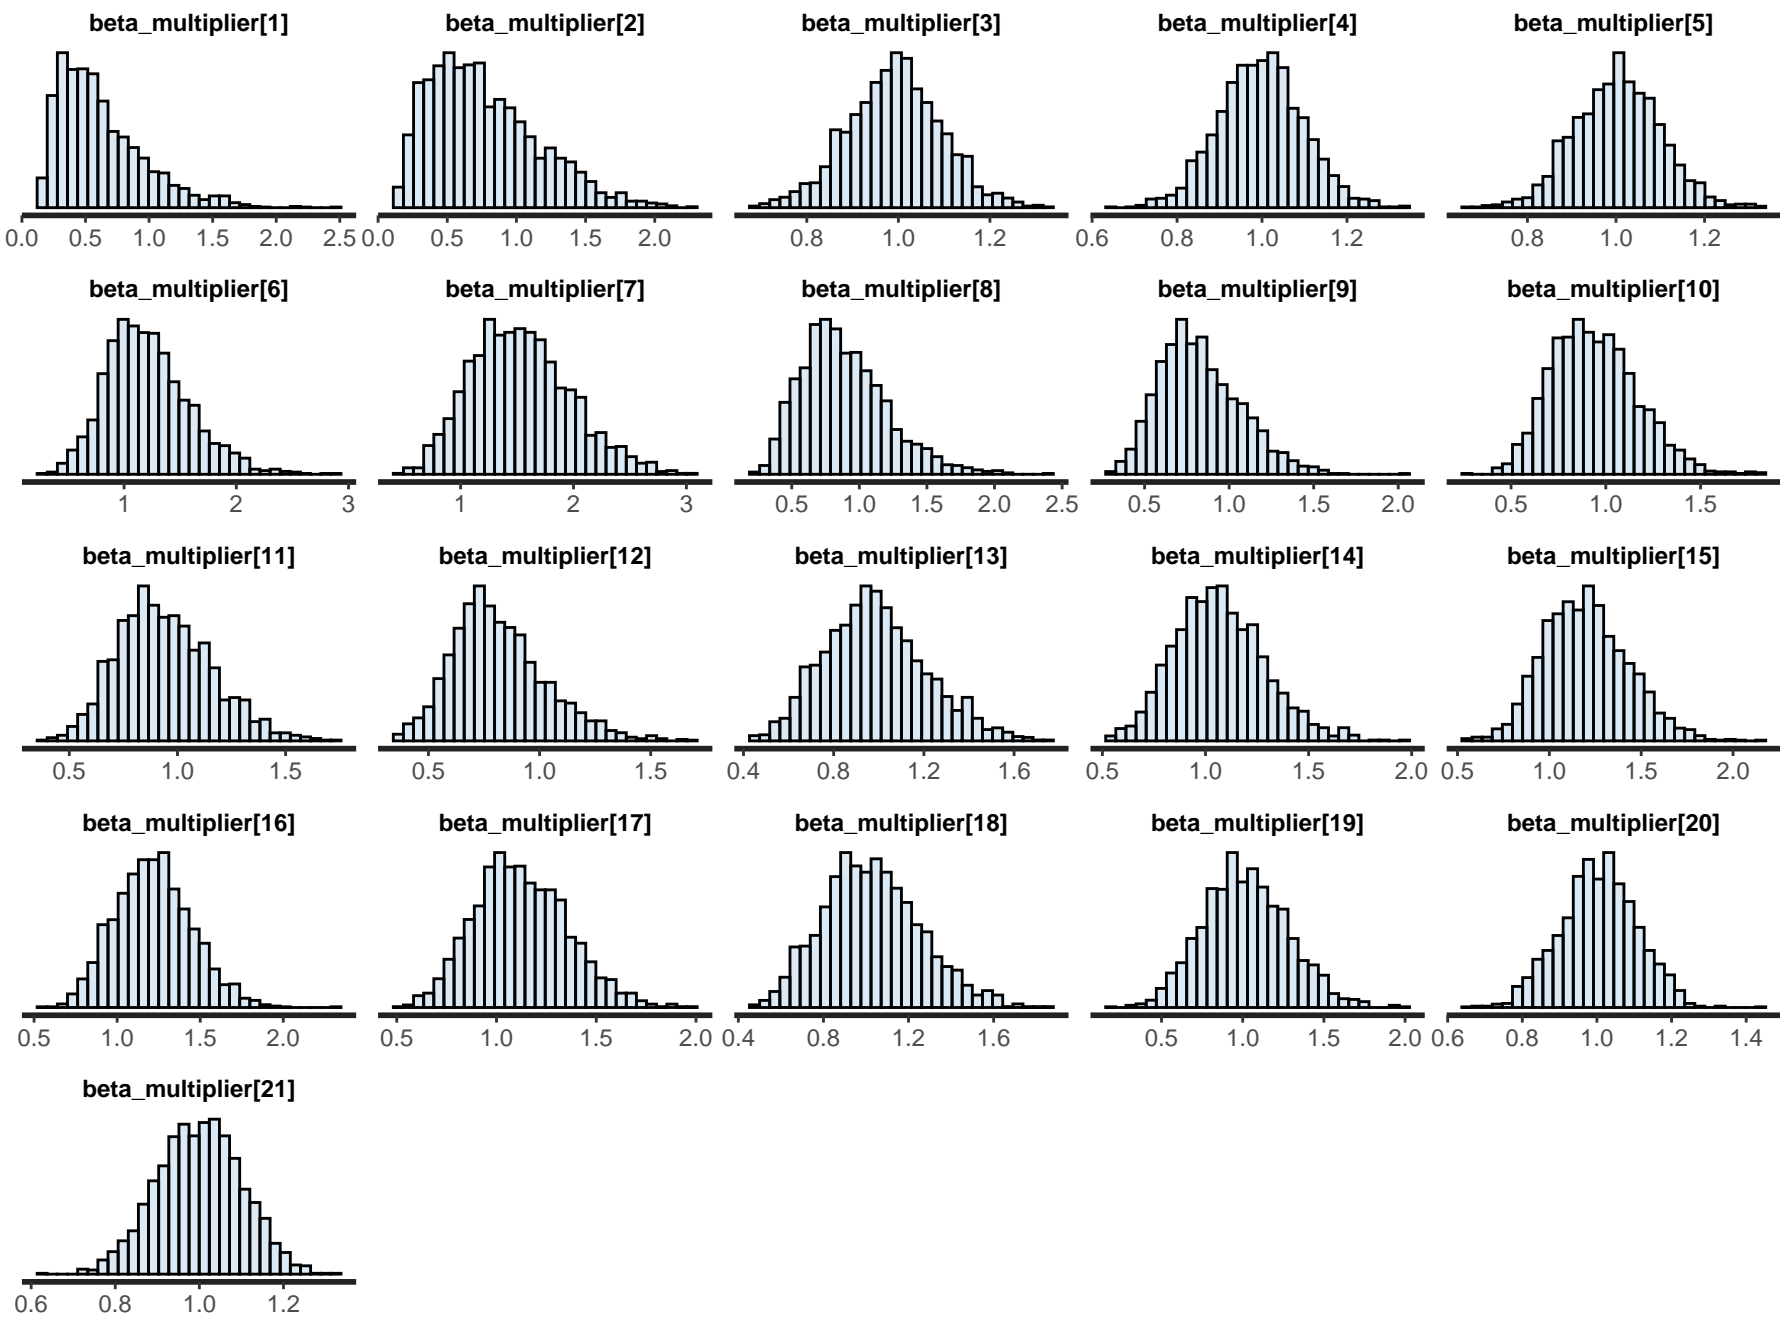 beta_multiplier[1] beta_multiplier[2] beta_multiplier[3] beta_multiplier[4] beta_multiplier[5]
0.0 0.5 1.0 1.5 2.0 2.5 0.0 0.5 1.0 1.5 2.0 0.8 1.0 1.2 0.6 0.8 1.0 1.2 0.8 1.0 1.2
beta_multiplier[6] beta_multiplier[7] beta_multiplier[8] beta_multiplier[9] beta_multiplier[10]
1 2 3 1 2 3 0.5 1.0 1.5 2.0 2.5 0.5 1.0 1.5 2.0 0.5 1.0 1.5
beta_multiplier[11] beta_multiplier[12] beta_multiplier[13] beta_multiplier[14] beta_multiplier[15]
0.5 1.0 1.5 0.5 1.0 1.5 0.4 0.8 1.2 1.6 0.5 1.0 1.5 2.0 0.5 1.0 1.5 2.0
beta_multiplier[16] beta_multiplier[17] beta_multiplier[18] beta_multiplier[19] beta_multiplier[20]
0.5 1.0 1.5 2.0 0.5 1.0 1.5 2.0 0.4 0.8 1.2 1.6 0.5 1.0 1.5 2.0 0.6 0.8 1.0 1.2 1.4
beta_multiplier[21]
0.6 0.8 1.0 1.2